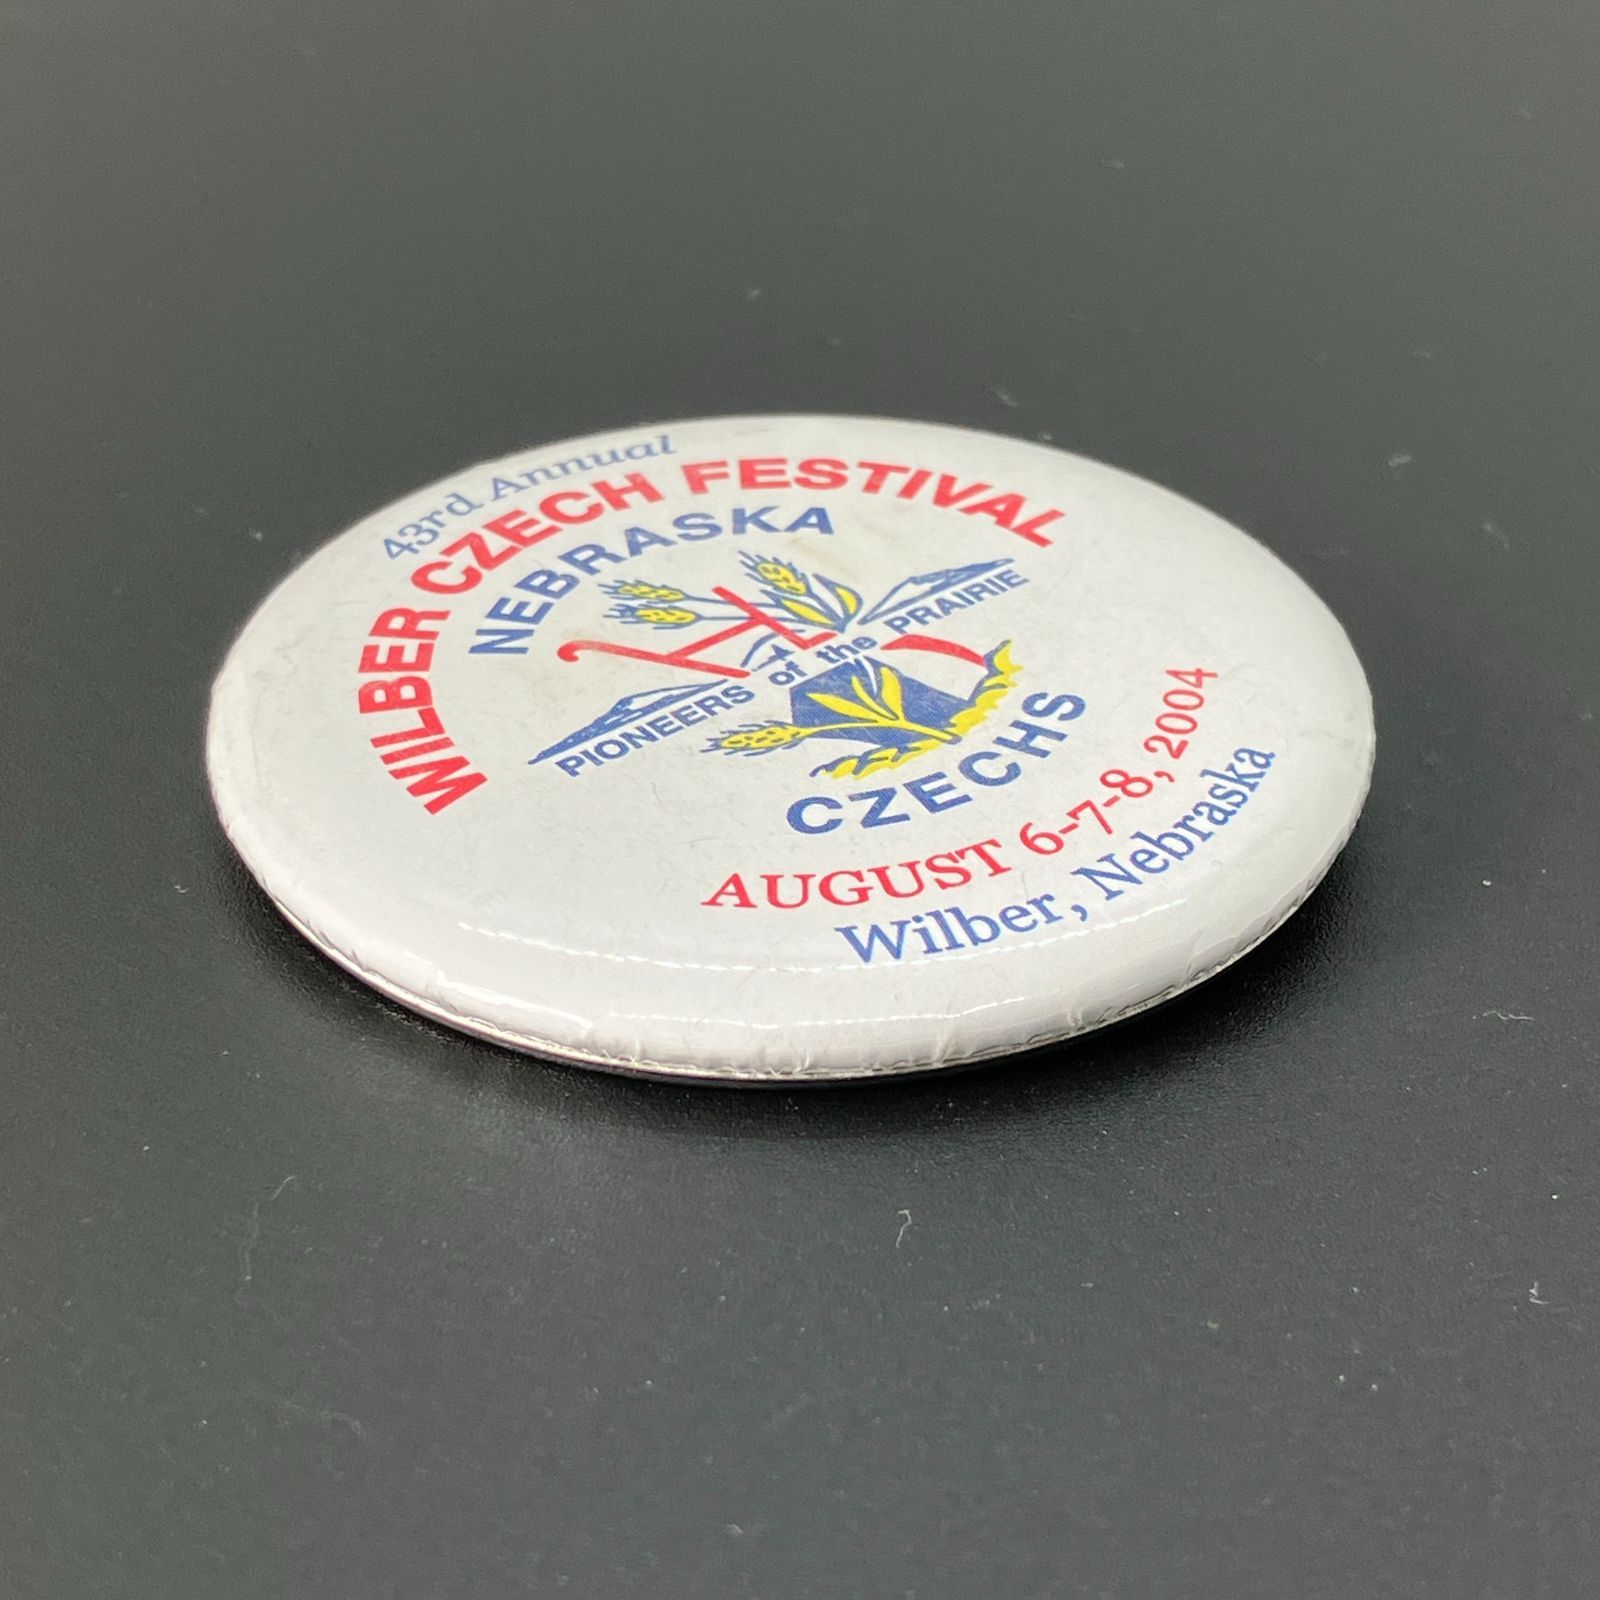 43rd Annual
WILBER CZECH FESTIVAL
NEBRASKA
PIONEERS of the PRAIRIE
CZECHS
AUGUST 6-7-8, 2004
Wilber, Nebraska